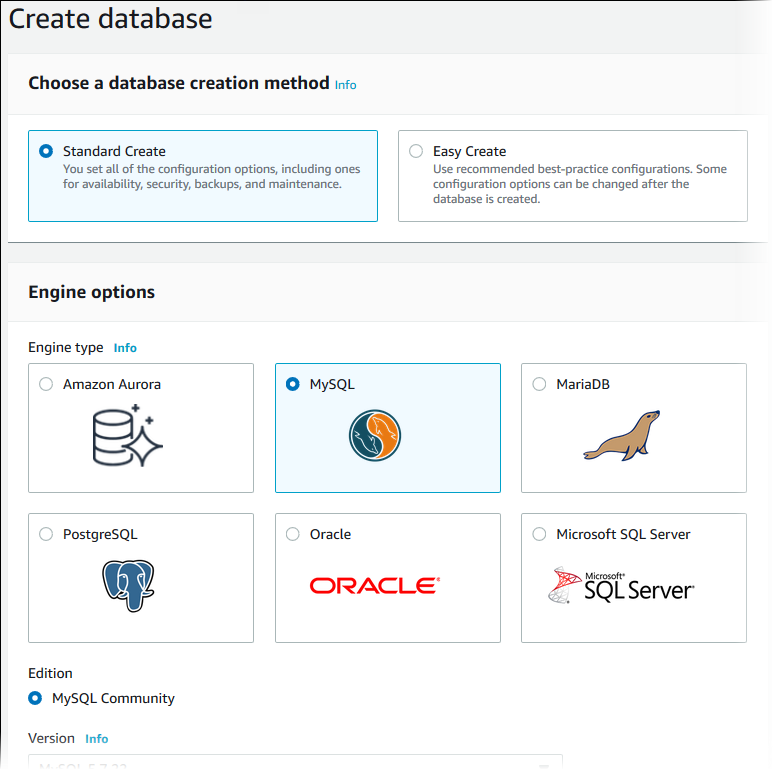 Create database
Choose a database creation method Info
Standard Create
You set all of the configuration options, including ones
for availability, security, backups, and maintenance.
Easy Create
Use recommended best-practice configurations. Some
configuration options can be changed after the
database is created.
Engine options
Engine type Info
Amazon Aurora
MySQL
MariaDB
PostgreSQL
Oracle
ORACLE®
Microsoft SQL Server
Microsoft®
SQL Server®
Edition
MySQL Community
Version Info